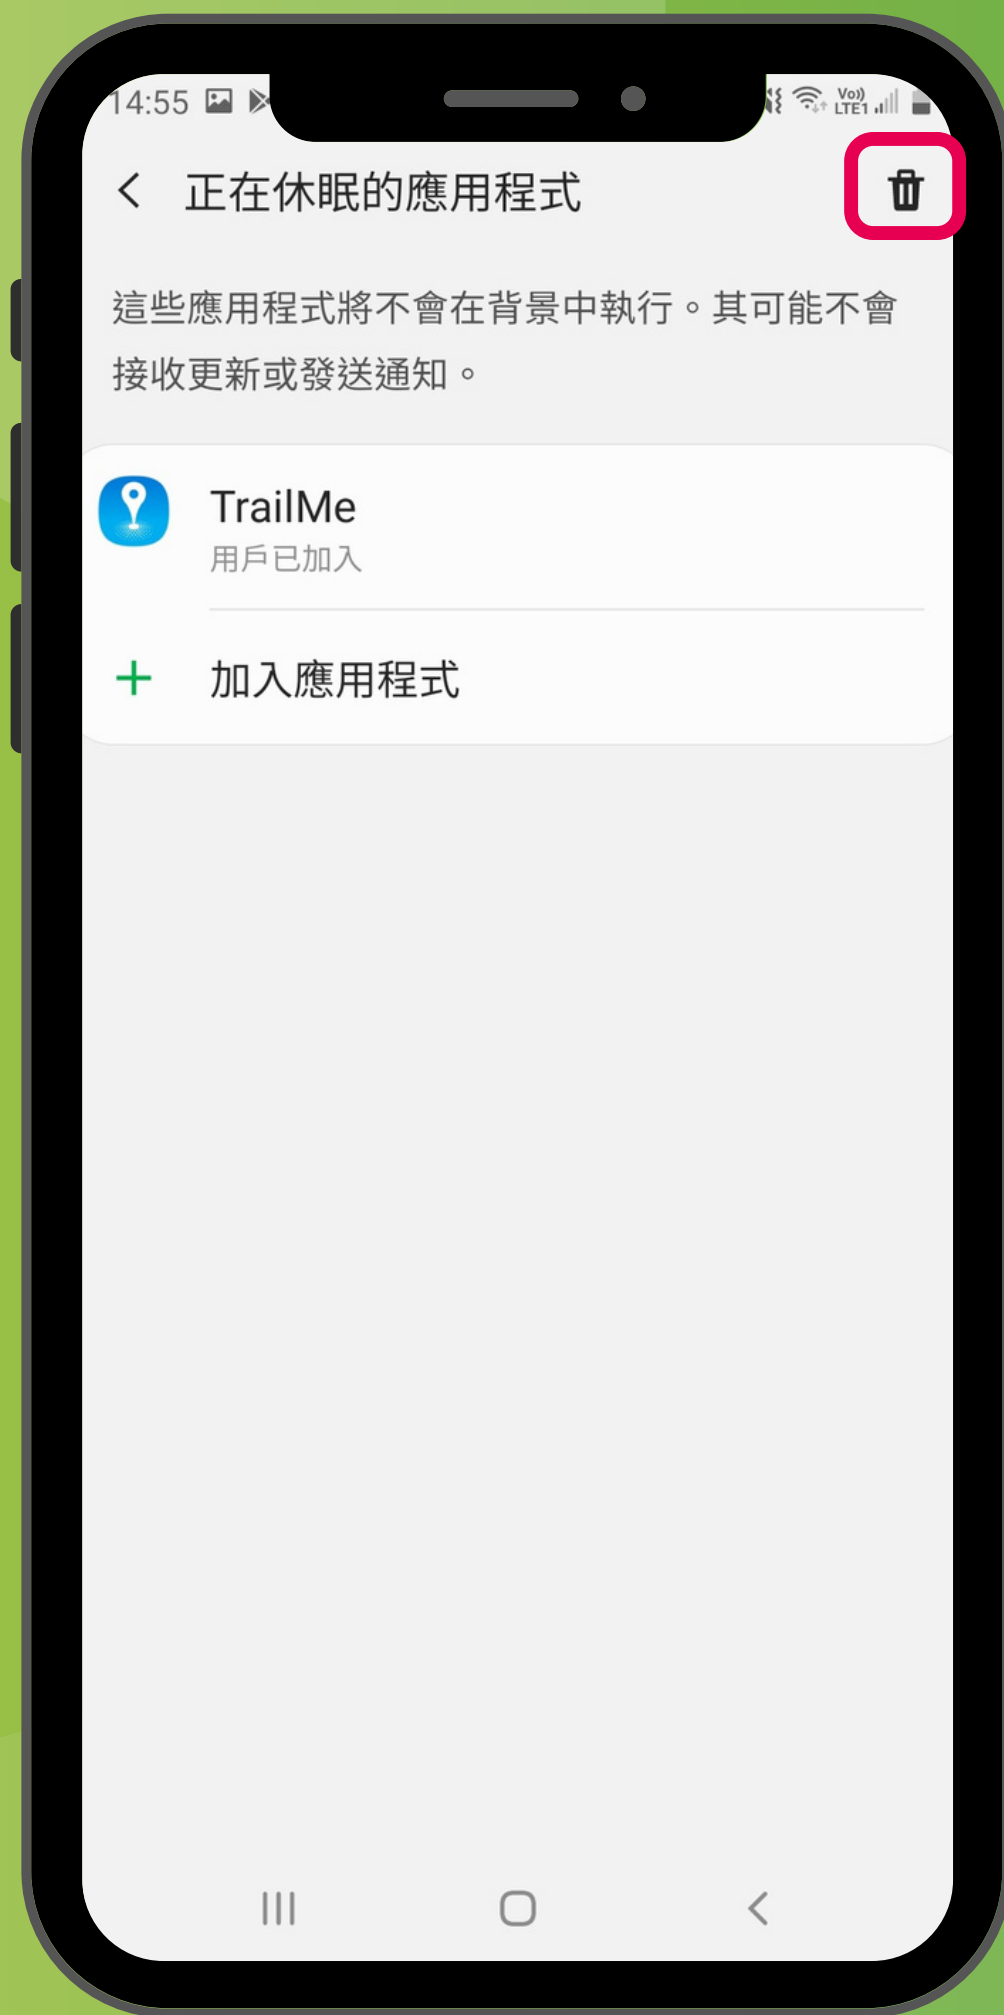 14:55
Vo))
LTE1
正在休眠的應用程式
這些應用程式將不會在背景中執行。其可能不會
接收更新或發送通知。
TrailMe
用戶已加入
加入應用程式